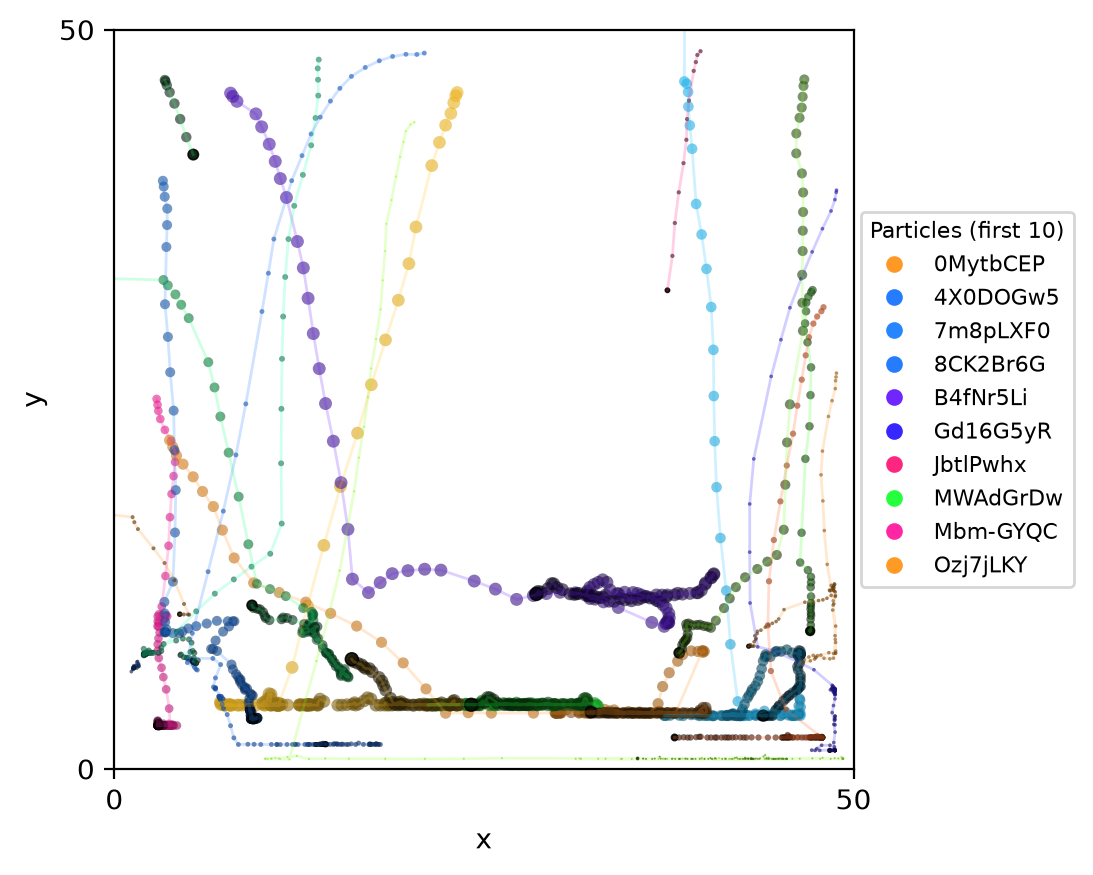 50
y
0
0
50
x
Particles (first 10)
0MytbCEP
4X0DOGw5
7m8pLXF0
8CK2Br6G
B4fNr5Li
Gd16G5yR
JbtlPwhx
MWAdGrDw
Mbm-GYQC
Ozj7jLKY